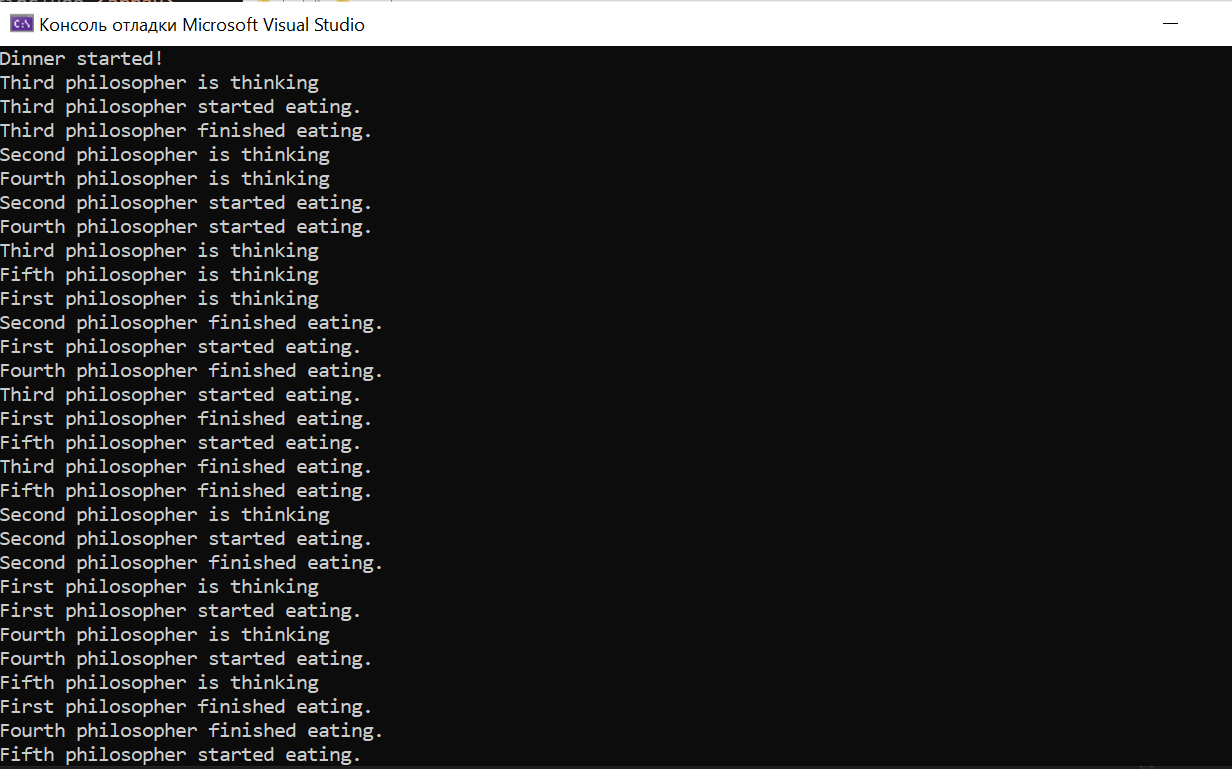 Консоль отладки Microsoft Visual Studio
Dinner started!
Third philosopher is thinking
Third philosopher started eating.
Third philosopher finished eating.
Second philosopher is thinking
Fourth philosopher is thinking
Second philosopher started eating.
Fourth philosopher started eating.
Third philosopher is thinking
Fifth philosopher is thinking
First philosopher is thinking
Second philosopher finished eating.
First philosopher started eating.
Fourth philosopher finished eating.
Third philosopher started eating.
First philosopher finished eating.
Fifth philosopher started eating.
Third philosopher finished eating.
Fifth philosopher finished eating.
Second philosopher is thinking
Second philosopher started eating.
Second philosopher finished eating.
First philosopher is thinking
First philosopher started eating.
Fourth philosopher is thinking
Fourth philosopher started eating.
Fifth philosopher is thinking
First philosopher finished eating.
Fourth philosopher finished eating.
Fifth philosopher started eating.